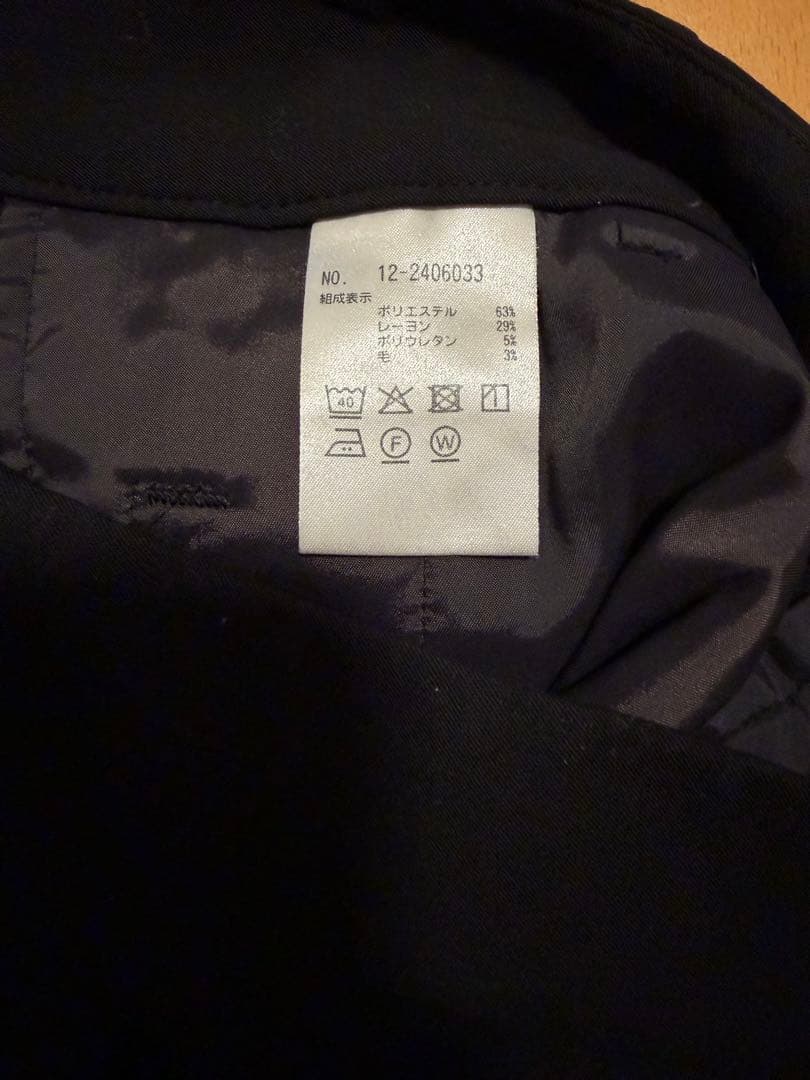 NO. 12-2406033
組成表示
ポリエステル 63%
レーヨン 29%
ポリウレタン 5%
毛 3%
40
F W